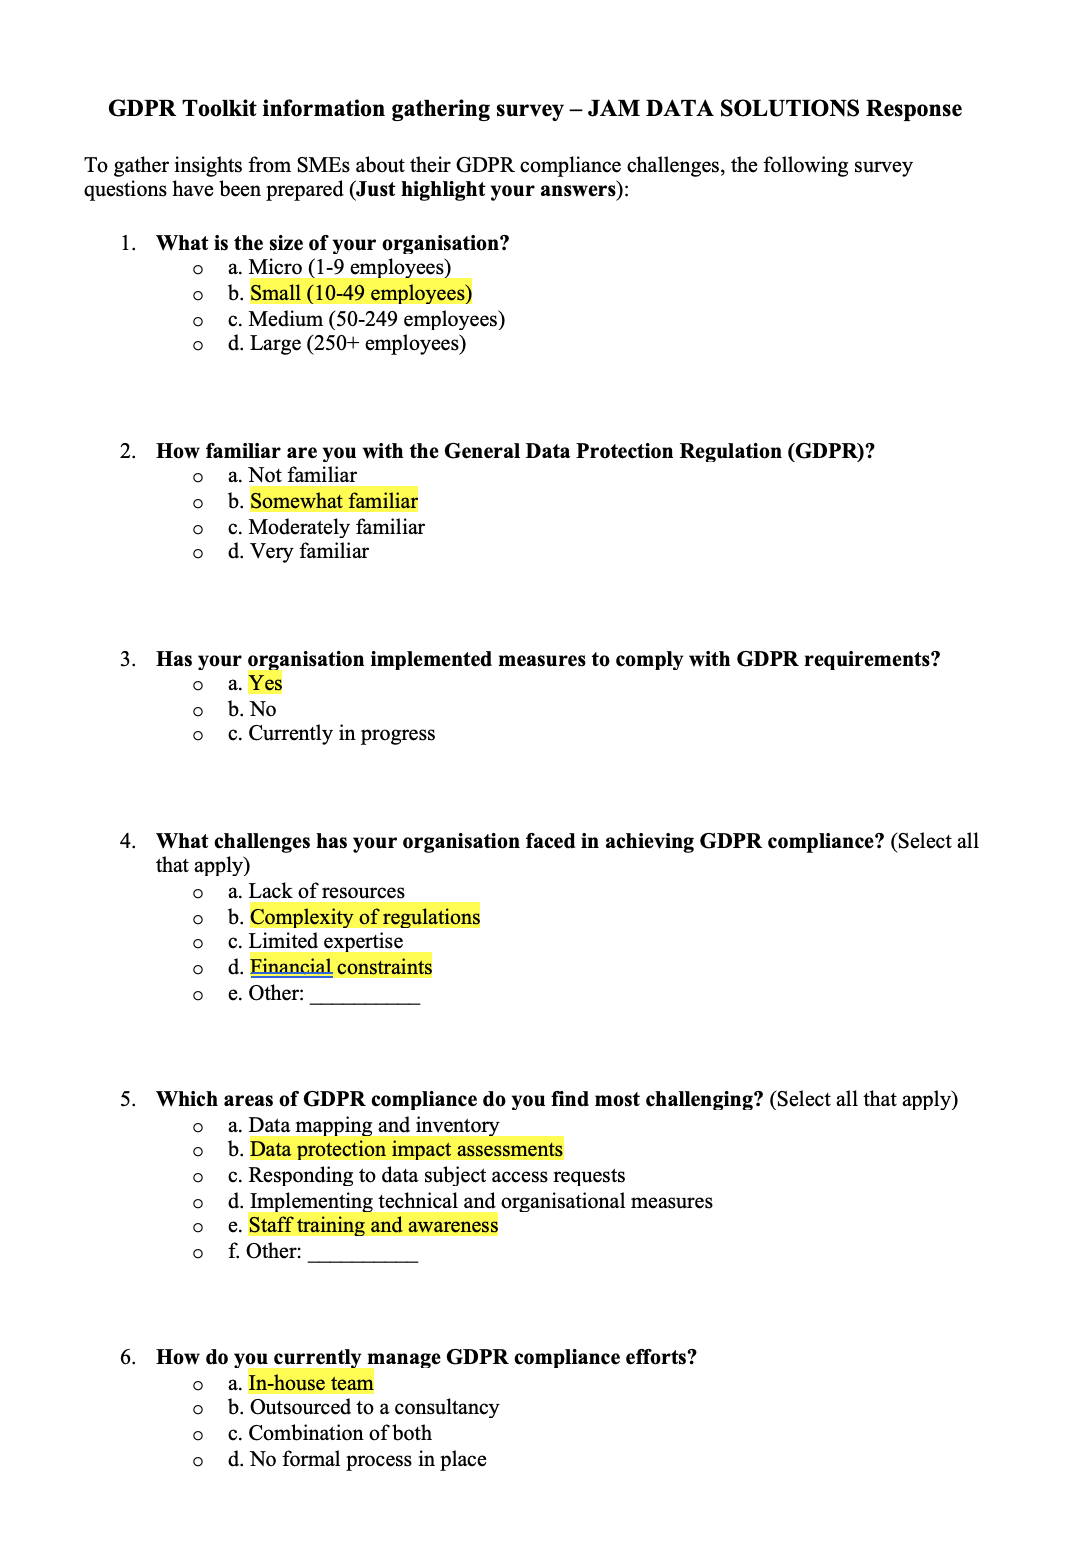 GDPR Toolkit information gathering survey – JAM DATA SOLUTIONS Response
To gather insights from SMEs about their GDPR compliance challenges, the following survey
questions have been prepared (Just highlight your answers):
1. What is the size of your organisation?
o a. Micro (1-9 employees)
o b. Small (10-49 employees)
o c. Medium (50-249 employees)
o d. Large (250+ employees)
2. How familiar are you with the General Data Protection Regulation (GDPR)?
o a. Not familiar
o b. Somewhat familiar
o c. Moderately familiar
o d. Very familiar
3. Has your organisation implemented measures to comply with GDPR requirements?
o a. Yes
o b. No
o c. Currently in progress
4. What challenges has your organisation faced in achieving GDPR compliance? (Select all
that apply)
o a. Lack of resources
o b. Complexity of regulations
o c. Limited expertise
o d. Financial constraints
o e. Other: __________
5. Which areas of GDPR compliance do you find most challenging? (Select all that apply)
o a. Data mapping and inventory
o b. Data protection impact assessments
o c. Responding to data subject access requests
o d. Implementing technical and organisational measures
o e. Staff training and awareness
o f. Other: __________
6. How do you currently manage GDPR compliance efforts?
o a. In-house team
o b. Outsourced to a consultancy
o c. Combination of both
o d. No formal process in place